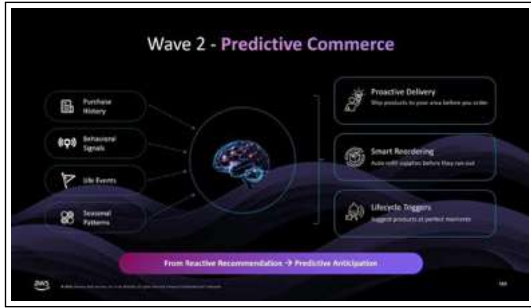 Wave 2 - Predictive Commerce
Purchase
History
Behavioral
Signals
Life Events
Seasonal
Patterns
Proactive Delivery
Ship products to your area before you order
Smart Reordering
Auto-refill supplies before they run out
Lifecycle Triggers
Suggest products at perfect moments
From Reactive Recommendation → Predictive Anticipation
aws